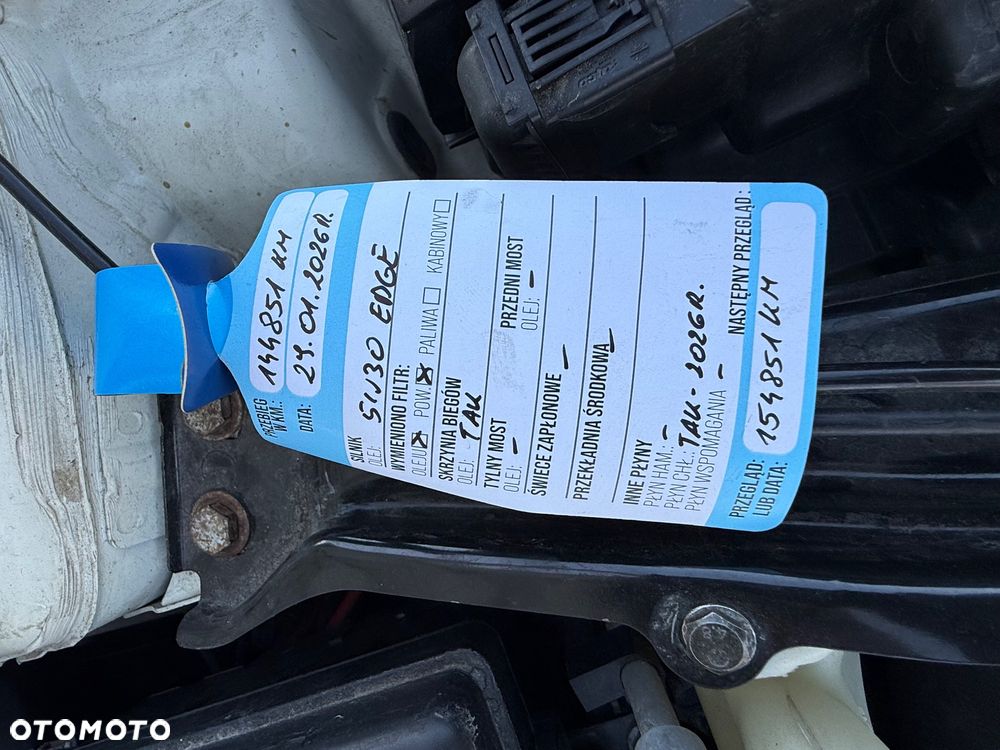 PRZEBIEG W KM.: 144851 KM
DATA: 29.01.2026R.
SILNIK
OLEJ: 5W30 EDGE
WYMIENIONO FILTR:
OLEJU POW. PALIWA KABINOWY
SKRZYNIA BIEGÓW
OLEJ: TAK
TYLNY MOST PRZEDNI MOST
OLEJ: - OLEJ: -
ŚWIECE ZAPŁONOWE -
PRZEKŁADNIA ŚRODKOWA -
INNE PŁYNY
PŁYN HAM.: -
PŁYN CHŁ.: TAK - 2026R.
PŁYN WSPOMAGANIA -
NASTĘPNY PRZEGLĄD:
PRZEGLĄD: 154851 KM
LUB DATA:
OTOMOTO